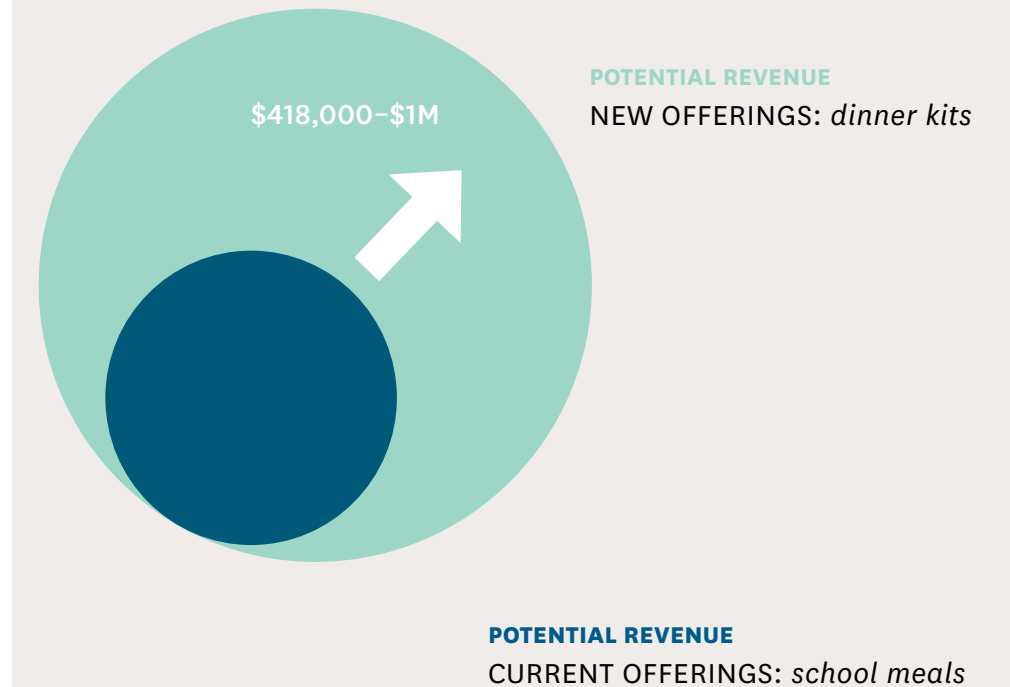 POTENTIAL REVENUE
NEW OFFERINGS: dinner kits
$418,000–$1M
POTENTIAL REVENUE
CURRENT OFFERINGS: school meals